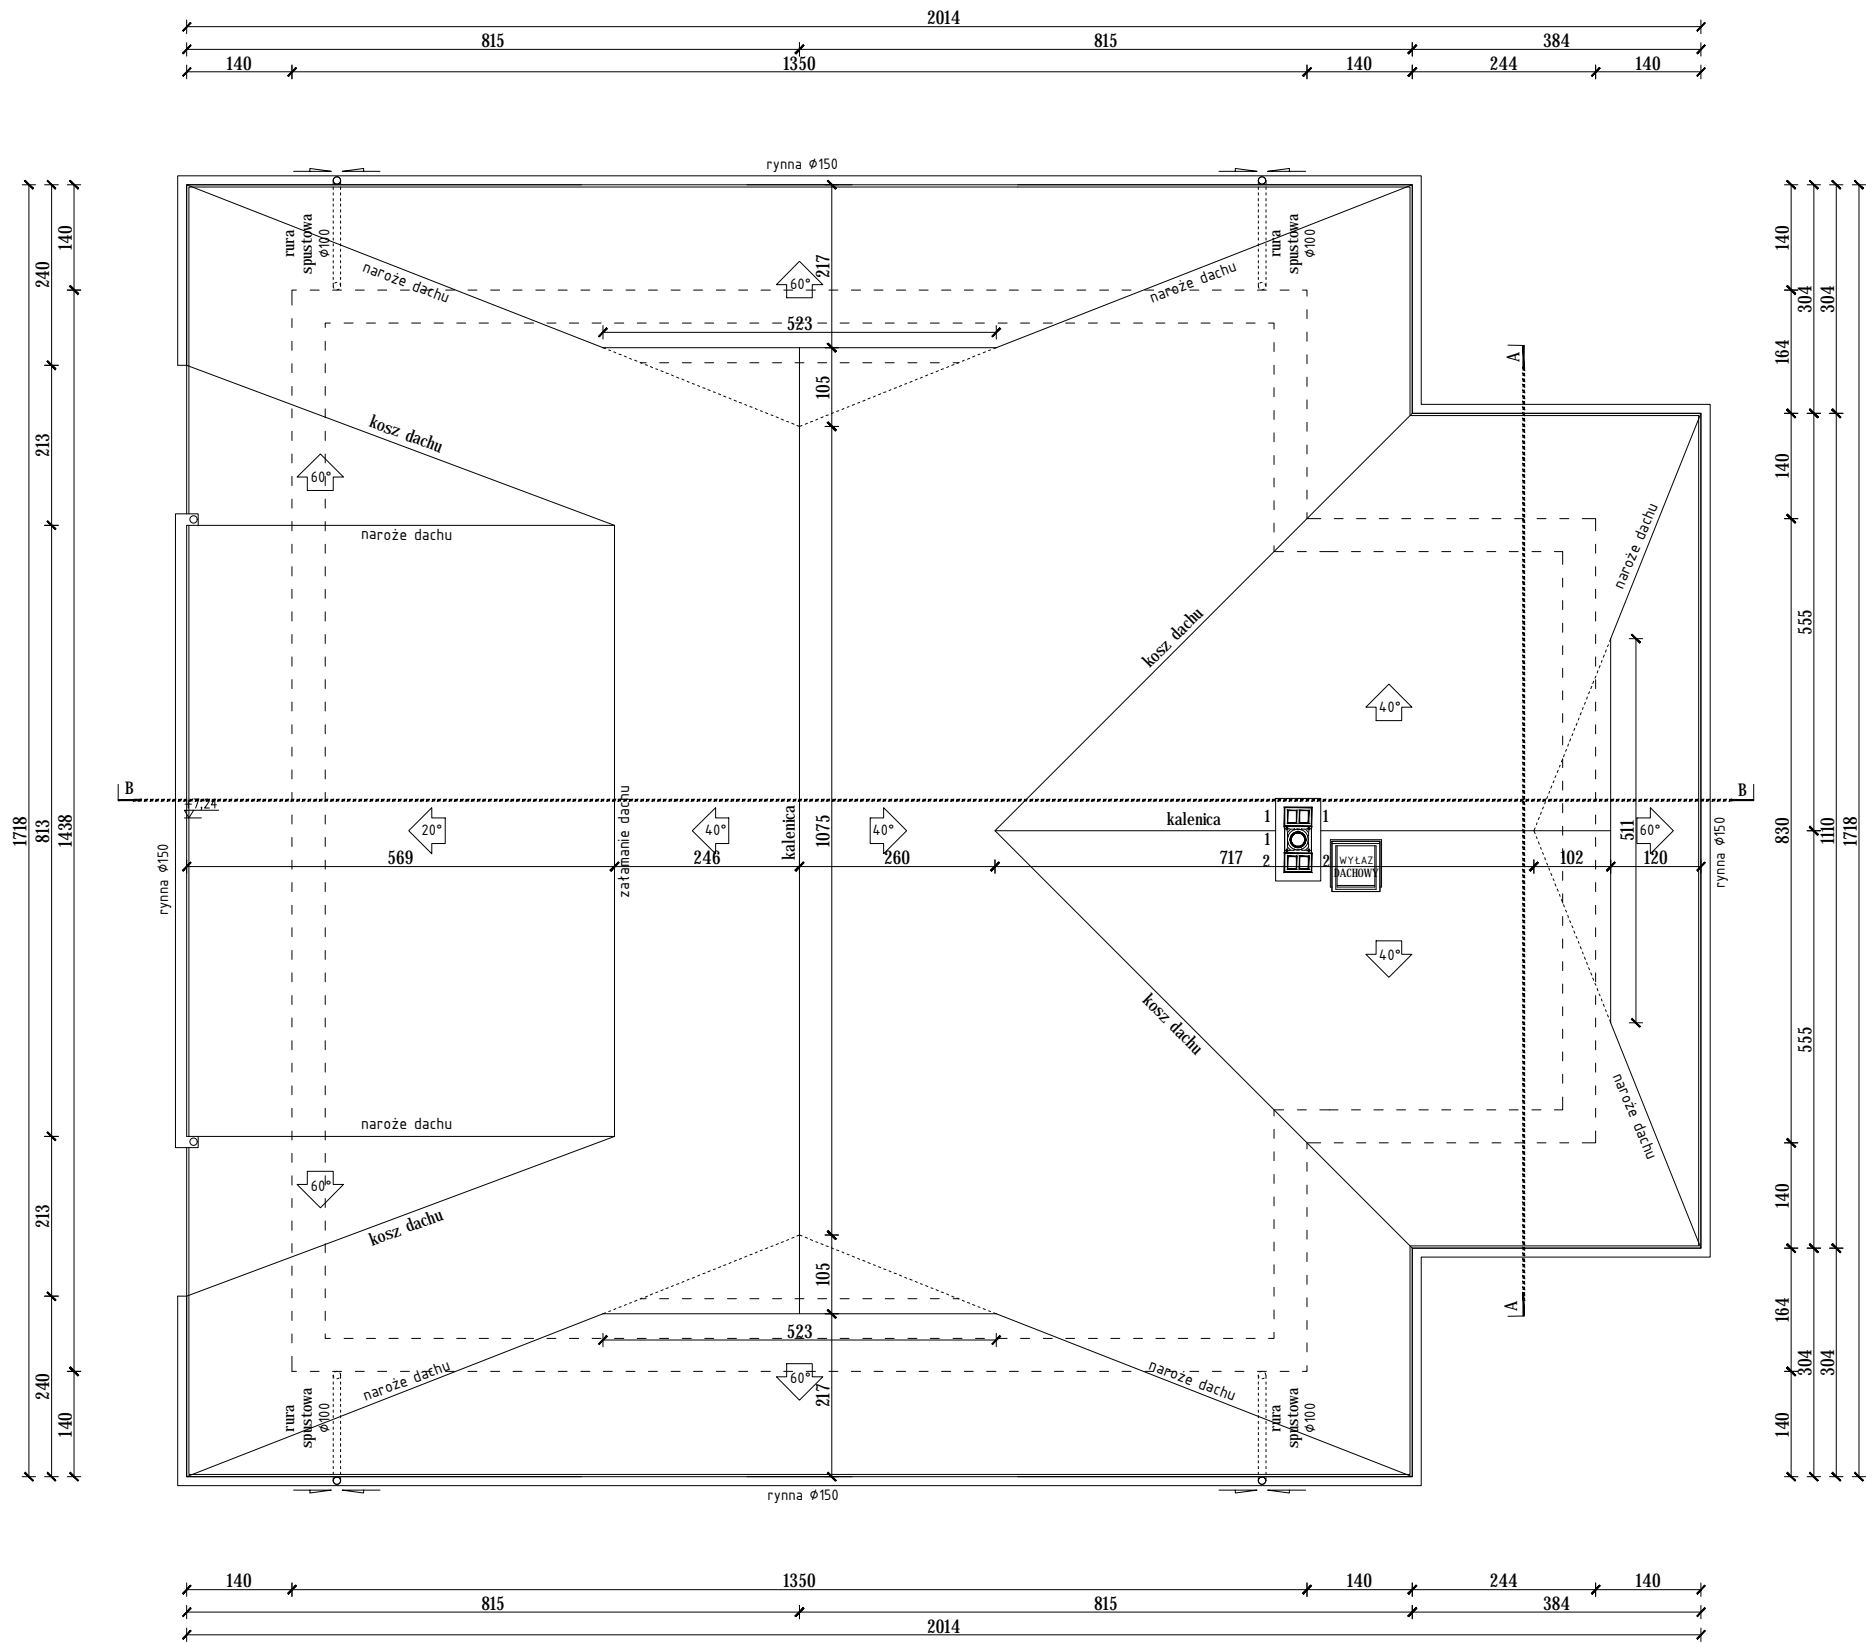 2014
815 815 384
140 1350 140 244 140
rynna Ø150
rura
spustowa
Ø100
naroże dachu
60°
217
523
105
naroże dachu
rura
spustowa
Ø100
140
240
213
1718
813
1438
213
240
140
kosz dachu
60°
naroże dachu
A
140
304
304
164
140
555
830
1110
1718
555
140
164
304
304
140
naroże dachu
kosz dachu
40°
B
+7,24
20°
załamanie dachu
40°
kalenica
1075
40°
kalenica
1
1
1
2
2
WYŁAZ
DACHOWY
511
60°
B
rynna Ø150
569 246 260 717 102 120
rynna Ø150
40°
kosz dachu
naroże dachu
naroże dachu
60°
kosz dachu
105
A
523
naroże dachu
60°
217
naroże dachu
rura
spustowa
Ø100
rura
spustowa
Ø100
rynna Ø150
140 1350 140 244 140
815 815 384
2014